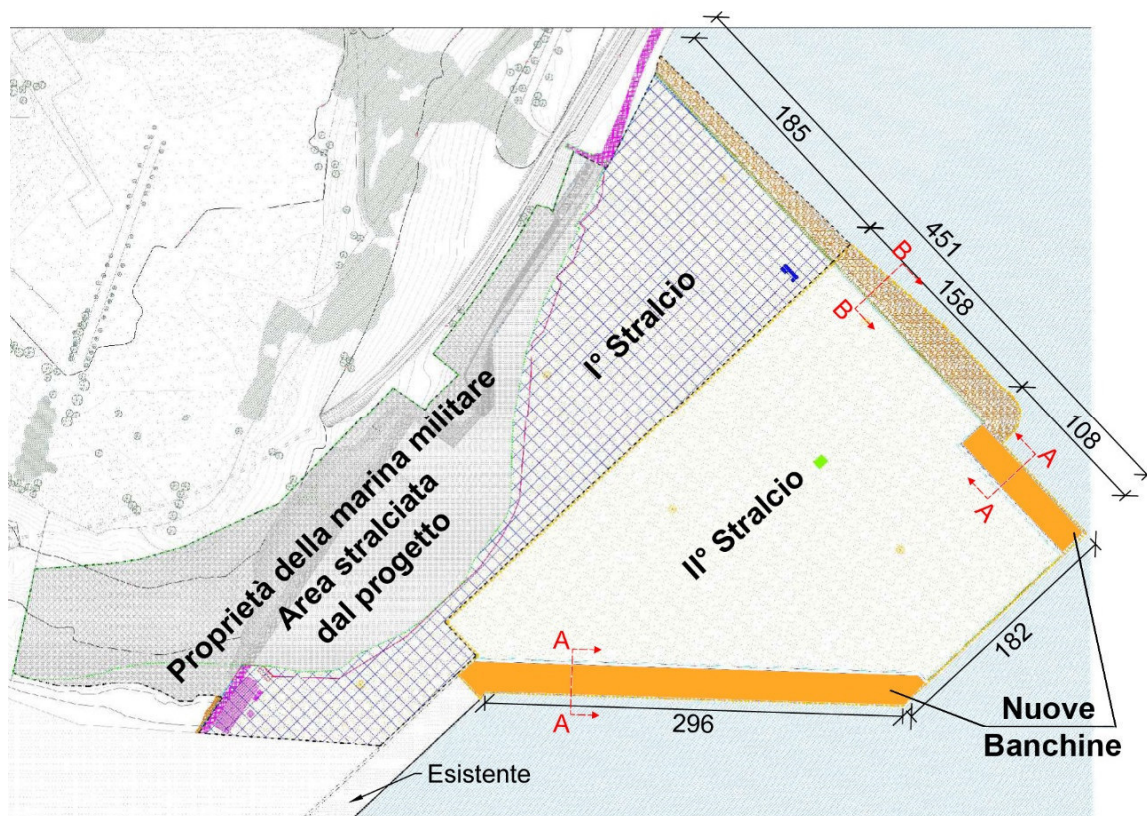 185
451
158
108
B
B
A
A
I° Stralcio
II° Stralcio
Proprietà della marina militare
Area stralciata
dal progetto
A
A
182
296
Nuove
Banchine
Esistente